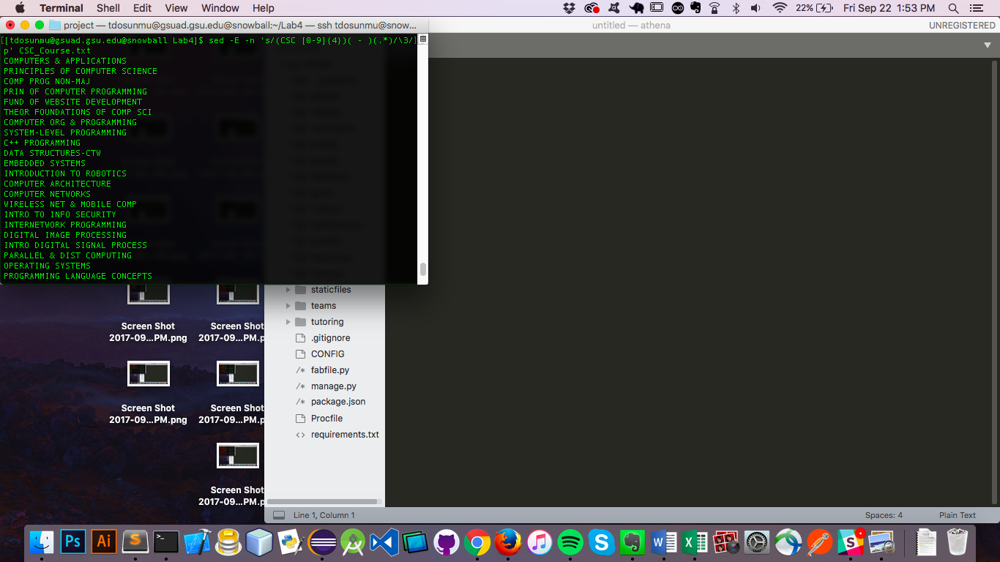 Terminal Shell Edit View Window Help
22% Fri Sep 22 1:53 PM
project — tdosunmu@gsuad.gsu.edu@snowball:~/Lab4 — ssh tdosunmu@snow...
untitled — athena
UNREGISTERED
[[tdosunmu@gsuad.gsu.edu@snowball Lab4]$ sed -E -n 's/(CSC [0-9]{4})( - )(.*)/\3/]
p' CSC_Course.txt
COMPUTERS & APPLICATIONS
PRINCIPLES OF COMPUTER SCIENCE
COMP PROG NON-MAJ
PRIN OF COMPUTER PROGRAMMING
FUND OF WEBSITE DEVELOPMENT
THEOR FOUNDATIONS OF COMP SCI
COMPUTER ORG & PROGRAMMING
SYSTEM-LEVEL PROGRAMMING
C++ PROGRAMMING
DATA STRUCTURES-CTW
EMBEDDED SYSTEMS
INTRODUCTION TO ROBOTICS
COMPUTER ARCHITECTURE
COMPUTER NETWORKS
WIRELESS NET & MOBILE COMP
INTRO TO INFO SECURITY
INTERNETWORK PROGRAMMING
DIGITAL IMAGE PROCESSING
INTRO DIGITAL SIGNAL PROCESS
PARALLEL & DIST COMPUTING
OPERATING SYSTEMS
PROGRAMMING LANGUAGE CONCEPTS
staticfiles
teams
tutoring
.gitignore
CONFIG
/* fabfile.py
/* manage.py
/* package.json
Procfile
<> requirements.txt
Screen Shot
2017-09...PM.png
Screen Shot
2017-09...PM.p
Screen Shot
2017-09...PM.png
Screen Shot
2017-09...PM.p
Screen Shot
2017-09...PM.p
Line 1, Column 1
Spaces: 4
Plain Text
Ps
Ai
S
>_